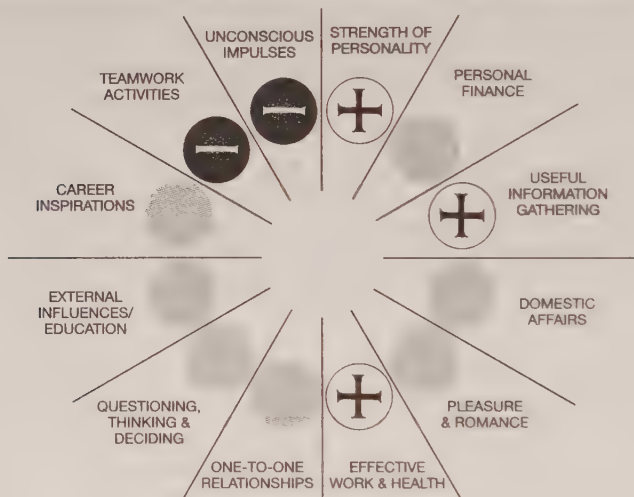 UNCONSCIOUS
IMPULSES
STRENGTH OF
PERSONALITY
PERSONAL
FINANCE
USEFUL
INFORMATION
GATHERING
DOMESTIC
AFFAIRS
PLEASURE
& ROMANCE
EFFECTIVE
WORK & HEALTH
ONE-TO-ONE
RELATIONSHIPS
QUESTIONING,
THINKING &
DECIDING
EXTERNAL
INFLUENCES/
EDUCATION
CAREER
INSPIRATIONS
TEAMWORK
ACTIVITIES